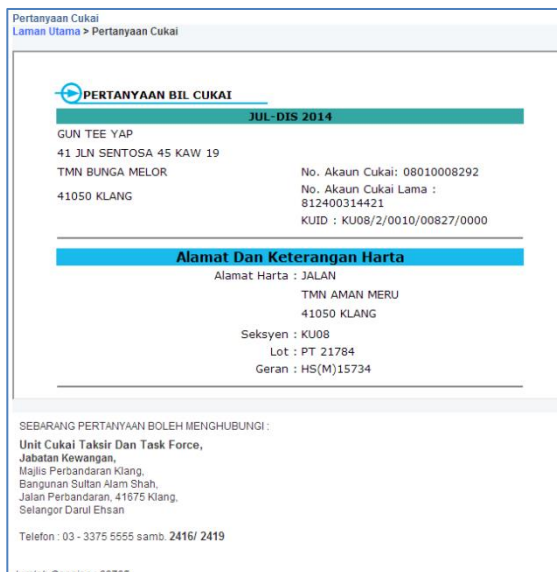 Pertanyaan Cukai
Laman Utama > Pertanyaan Cukai
PERTANYAAN BIL CUKAI
JUL-DIS 2014
GUN TEE YAP
41 JLN SENTOSA 45 KAW 19
TMN BUNGA MELOR
41050 KLANG
No. Akaun Cukai: 08010008292
No. Akaun Cukai Lama :
812400314421
KUID : KU08/2/0010/00827/0000
Alamat Dan Keterangan Harta
Alamat Harta : JALAN
TMN AMAN MERU
41050 KLANG
Seksyen : KU08
Lot : PT 21784
Geran : HS(M)15734
SEBARANG PERTANYAAN BOLEH MENGHUBUNGI :
Unit Cukai Taksir Dan Task Force,
Jabatan Kewangan,
Majlis Perbandaran Klang,
Bangunan Sultan Alam Shah,
Jalan Perbandaran, 41675 Klang,
Selangor Darul Ehsan
Telefon : 03 - 3375 5555 samb. 2416/ 2419